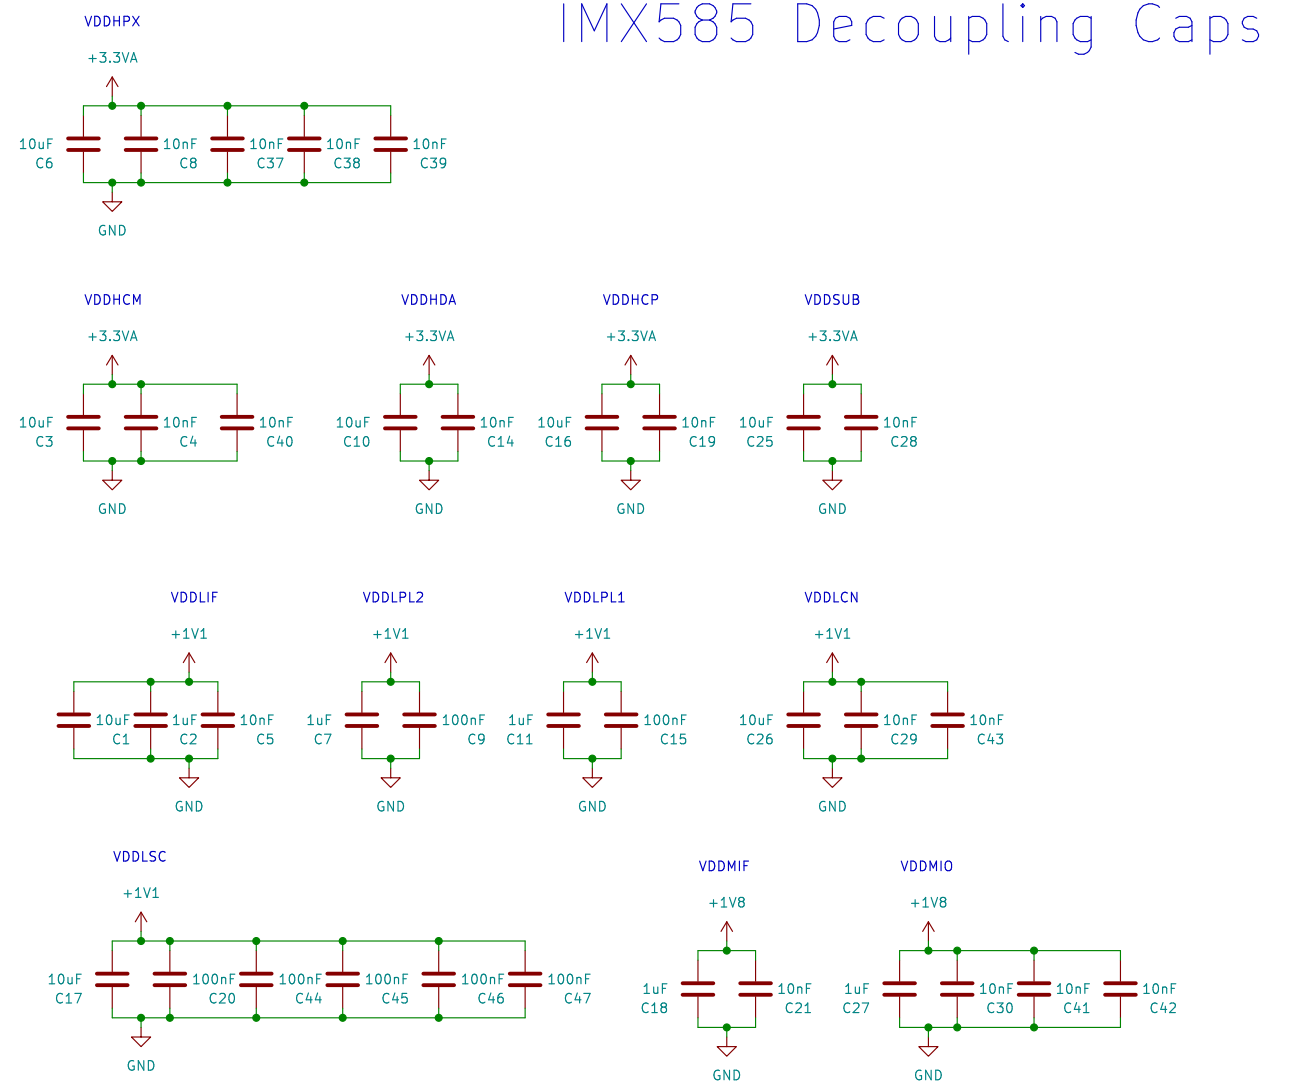 IMX585 Decoupling Caps
VDDHPX
+3.3VA
10uF 10nF 10nF 10nF 10nF
C6 C8 C37 C38 C39
GND
VDDHCM VDDHDA VDDHCP VDDSUB
+3.3VA +3.3VA +3.3VA +3.3VA
10uF 10nF 10nF 10uF 10nF 10uF 10nF 10uF 10nF
C3 C4 C40 C10 C14 C16 C19 C25 C28
GND GND GND GND
VDDLIF VDDLPL2 VDDLPL1 VDDLCN
+1V1 +1V1 +1V1 +1V1
10uF 1uF 10nF 1uF 100nF 1uF 100nF 10uF 10nF 10nF
C1 C2 C5 C7 C9 C11 C15 C26 C29 C43
GND GND GND GND
VDDLSC
+1V1
10uF 100nF 100nF 100nF 100nF 100nF
C17 C20 C44 C45 C46 C47
GND
VDDMIF VDDMIO
+1V8 +1V8
1uF 10nF 1uF 10nF 10nF 10nF
C18 C21 C27 C30 C41 C42
GND GND